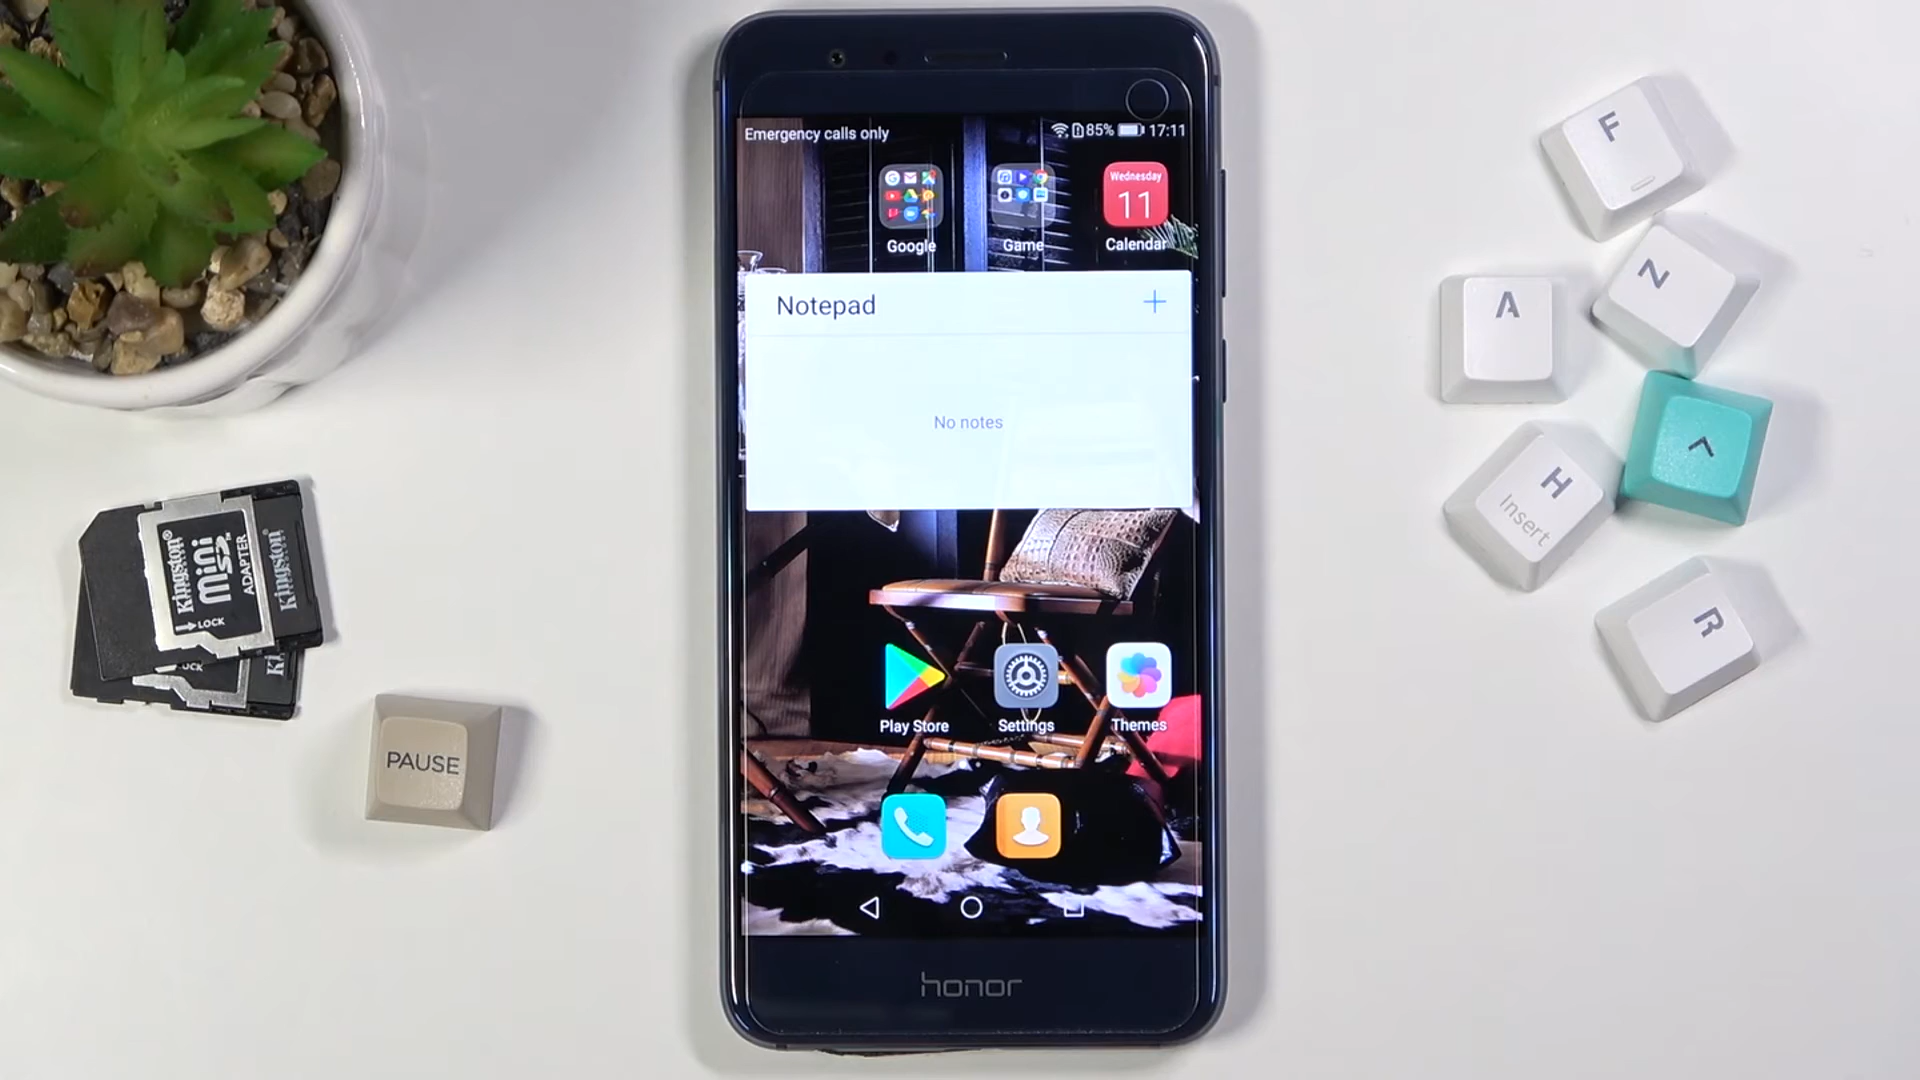 Emergency calls only
85% 17:11
Google
Game
Wednesday
11
Calendar
Notepad
+
No notes
Play Store
Settings
Themes
honor
Kingston
mini
SD
ADAPTER
LOCK
Kingston
PAUSE
F
N
A
^
H
Insert
R